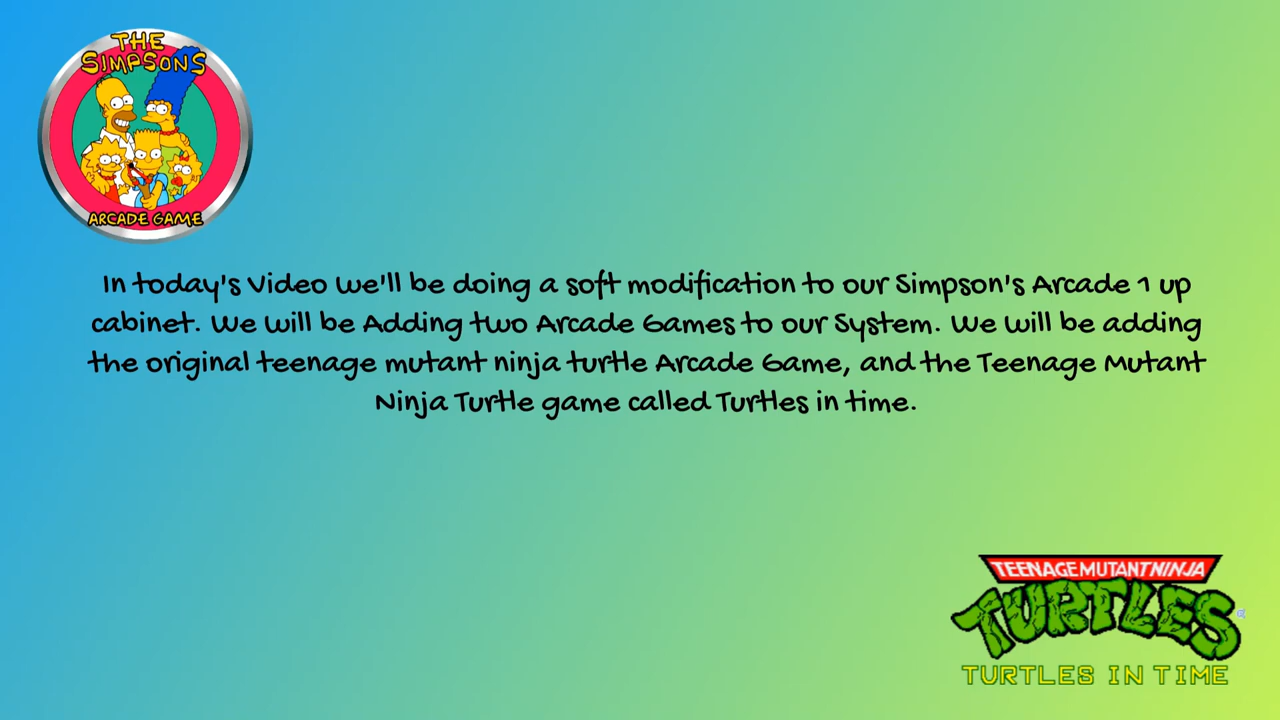 THE
SIMPSONS
ARCADE GAME
In today's Video We'll be doing a soft modification to our Simpson's Arcade 1 up
cabinet. We will be Adding two Arcade Games to our System. We will be adding
the original teenage mutant ninja turtle Arcade Game, and the Teenage Mutant
Ninja Turtle game called Turtles in time.
TEENAGE MUTANT NINJA
TURTLES
TURTLES IN TIME